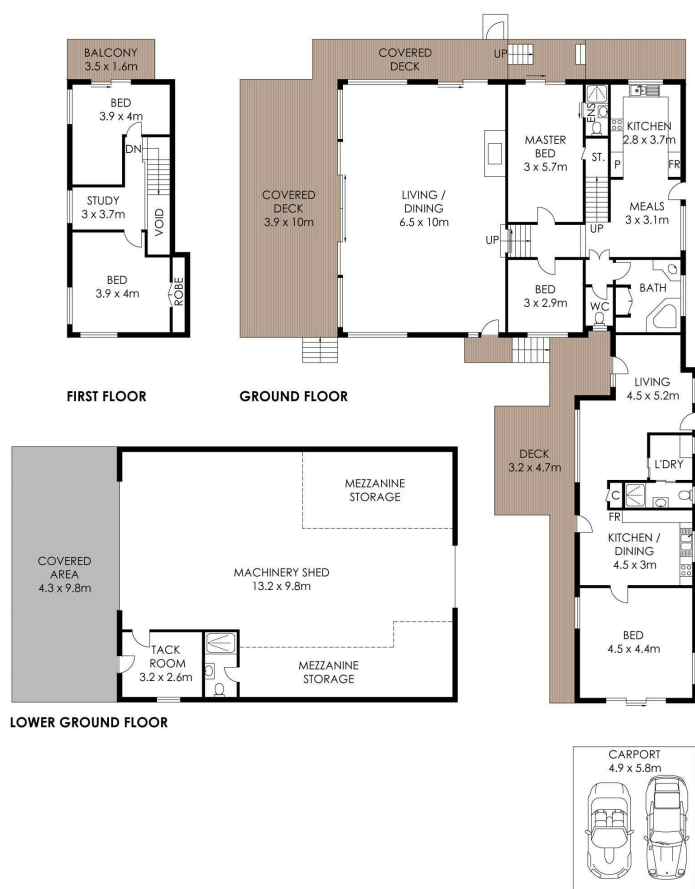 BALCONY
3.5 x 1.6m
BED
3.9 x 4m
DN
STUDY
3 x 3.7m
VOID
BED
3.9 x 4m
ROBE
FIRST FLOOR
COVERED
DECK
UP
COVERED
DECK
3.9 x 10m
LIVING /
DINING
6.5 x 10m
MASTER
BED
3 x 5.7m
ENS
ST.
KITCHEN
2.8 x 3.7m
P
FR
MEALS
3 x 3.1m
UP
UP
BED
3 x 2.9m
WC
BATH
GROUND FLOOR
LIVING
4.5 x 5.2m
DECK
3.2 x 4.7m
L'DRY
C
FR
KITCHEN /
DINING
4.5 x 3m
BED
4.5 x 4.4m
COVERED
AREA
4.3 x 9.8m
MEZZANINE
STORAGE
MACHINERY SHED
13.2 x 9.8m
TACK
ROOM
3.2 x 2.6m
MEZZANINE
STORAGE
LOWER GROUND FLOOR
CARPORT
4.9 x 5.8m